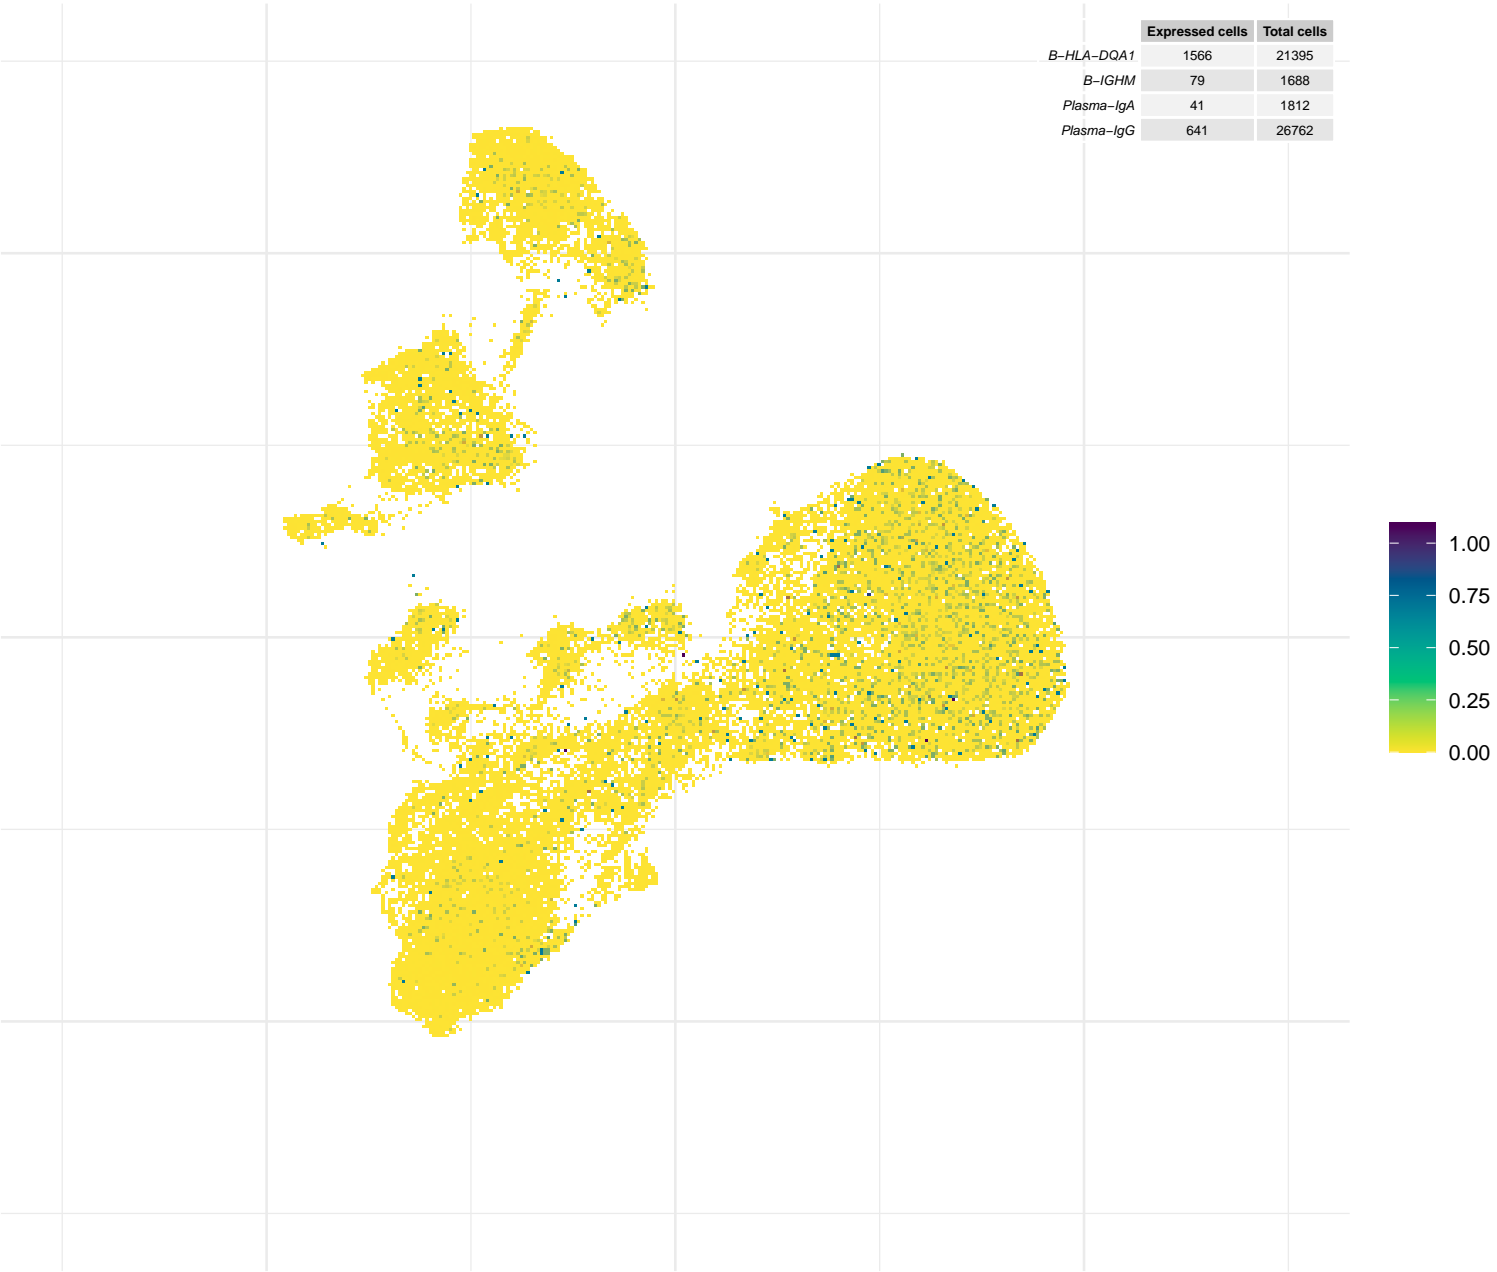 Expressed cells Total cells
B−HLA−DQA1 1566 21395
B−IGHM 79 1688
Plasma−IgA 41 1812
Plasma−IgG 641 26762
1.00
0.75
0.50
0.25
0.00